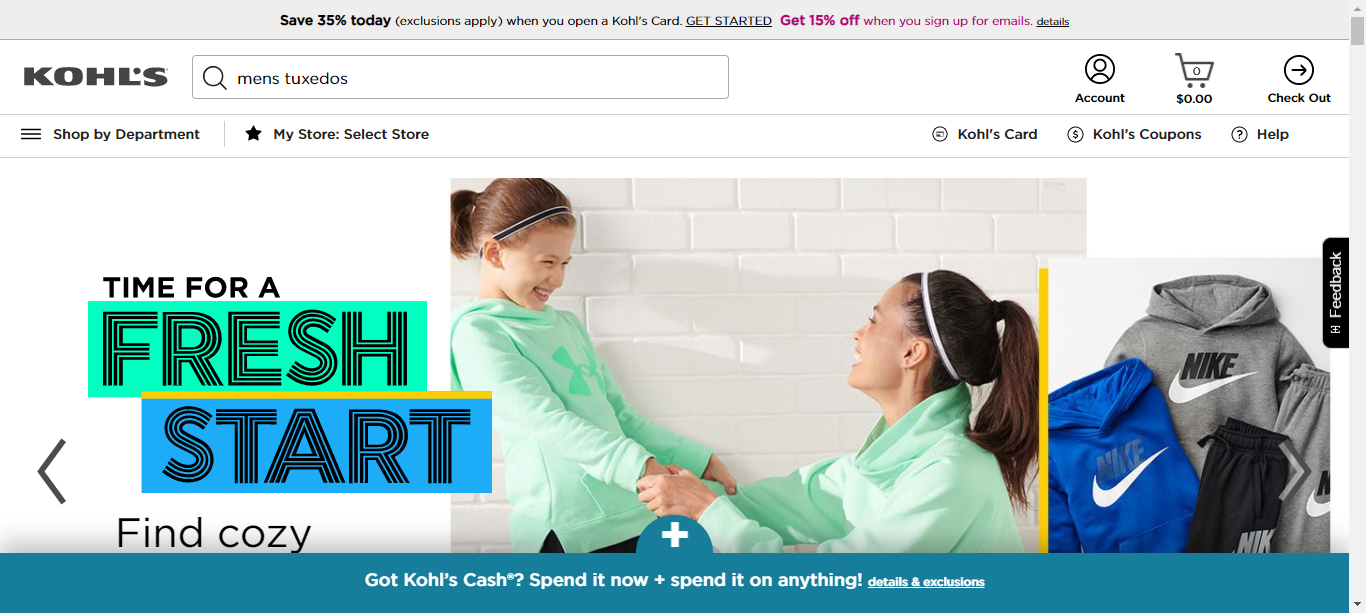 Save 35% today (exclusions apply) when you open a Kohl's Card. GET STARTED Get 15% off when you sign up for emails. details
KOHL'S
mens tuxedos
Account
0
$0.00
Check Out
Shop by Department
My Store: Select Store
Kohl's Card
$
Kohl's Coupons
?
Help
TIME FOR A
FRESH
START
Find cozy
NIKE
NIKE
NIK
N
Feedback
Got Kohl's Cash®? Spend it now + spend it on anything! details & exclusions